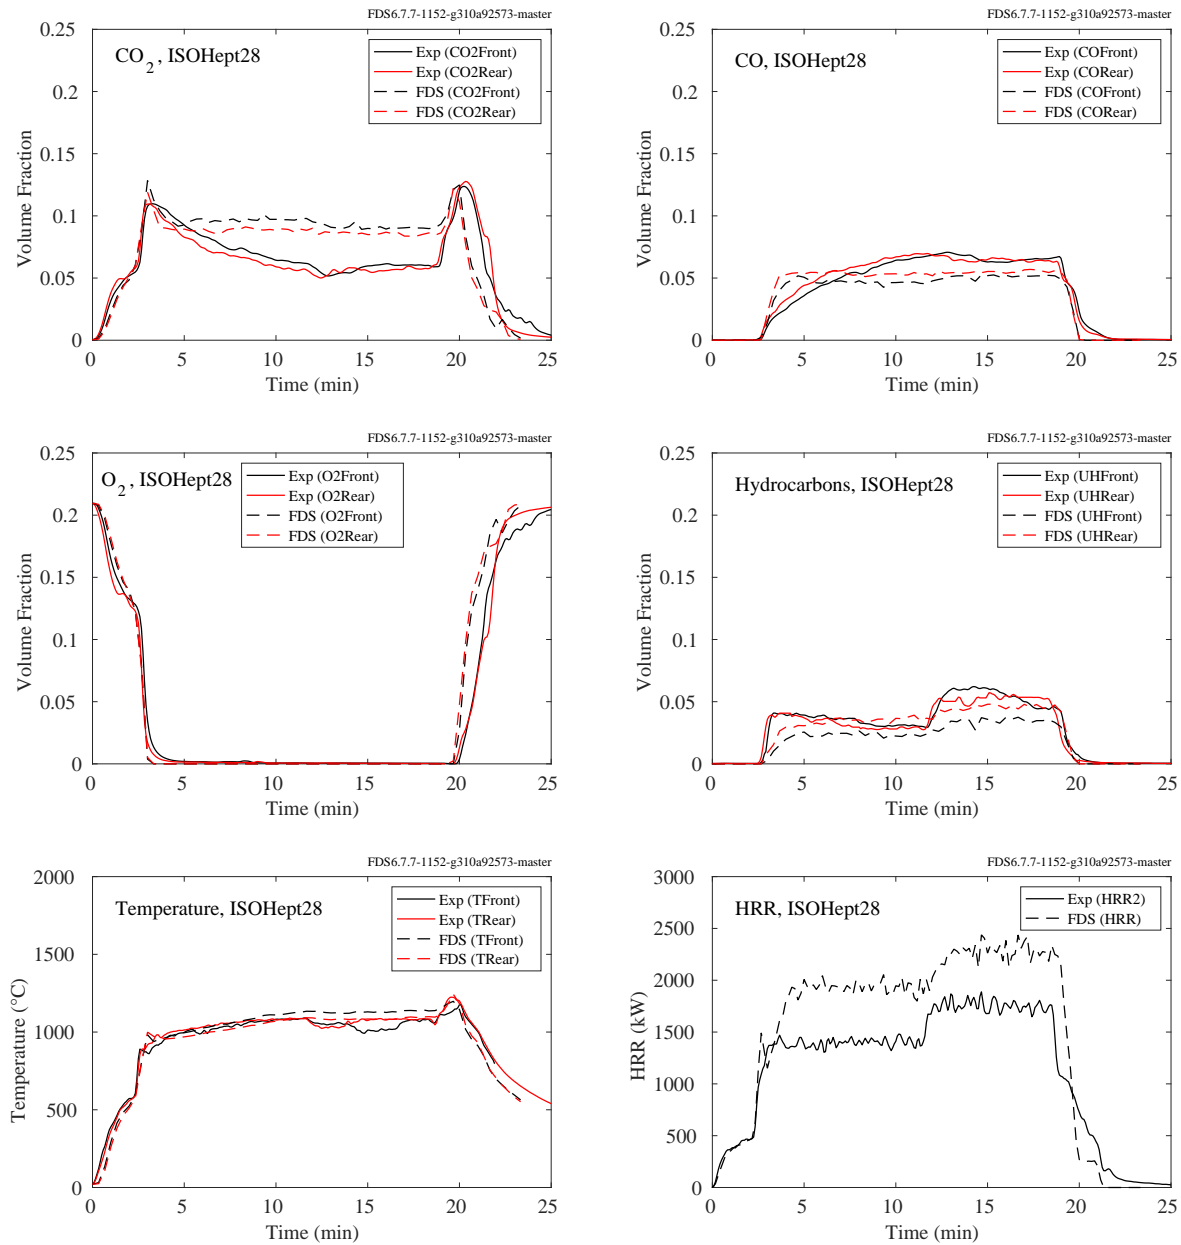 FDS6.7.7-1152-g310a92573-master
CO2, ISOHept28
Exp (CO2Front)
Exp (CO2Rear)
FDS (CO2Front)
FDS (CO2Rear)
Volume Fraction
0.25
0.2
0.15
0.1
0.05
0
0 5 10 15 20 25
Time (min)
FDS6.7.7-1152-g310a92573-master
CO, ISOHept28
Exp (COFront)
Exp (CORear)
FDS (COFront)
FDS (CORear)
Volume Fraction
0.25
0.2
0.15
0.1
0.05
0
0 5 10 15 20 25
Time (min)
FDS6.7.7-1152-g310a92573-master
O2, ISOHept28
Exp (O2Front)
Exp (O2Rear)
FDS (O2Front)
FDS (O2Rear)
Volume Fraction
0.25
0.2
0.15
0.1
0.05
0
0 5 10 15 20 25
Time (min)
FDS6.7.7-1152-g310a92573-master
Hydrocarbons, ISOHept28
Exp (UHFront)
Exp (UHRear)
FDS (UHFront)
FDS (UHRear)
Volume Fraction
0.25
0.2
0.15
0.1
0.05
0
0 5 10 15 20 25
Time (min)
FDS6.7.7-1152-g310a92573-master
Temperature, ISOHept28
Exp (TFront)
Exp (TRear)
FDS (TFront)
FDS (TRear)
Temperature (°C)
2000
1500
1000
500
0
0 5 10 15 20 25
Time (min)
FDS6.7.7-1152-g310a92573-master
HRR, ISOHept28
Exp (HRR2)
FDS (HRR)
HRR (kW)
3000
2500
2000
1500
1000
500
0
0 5 10 15 20 25
Time (min)